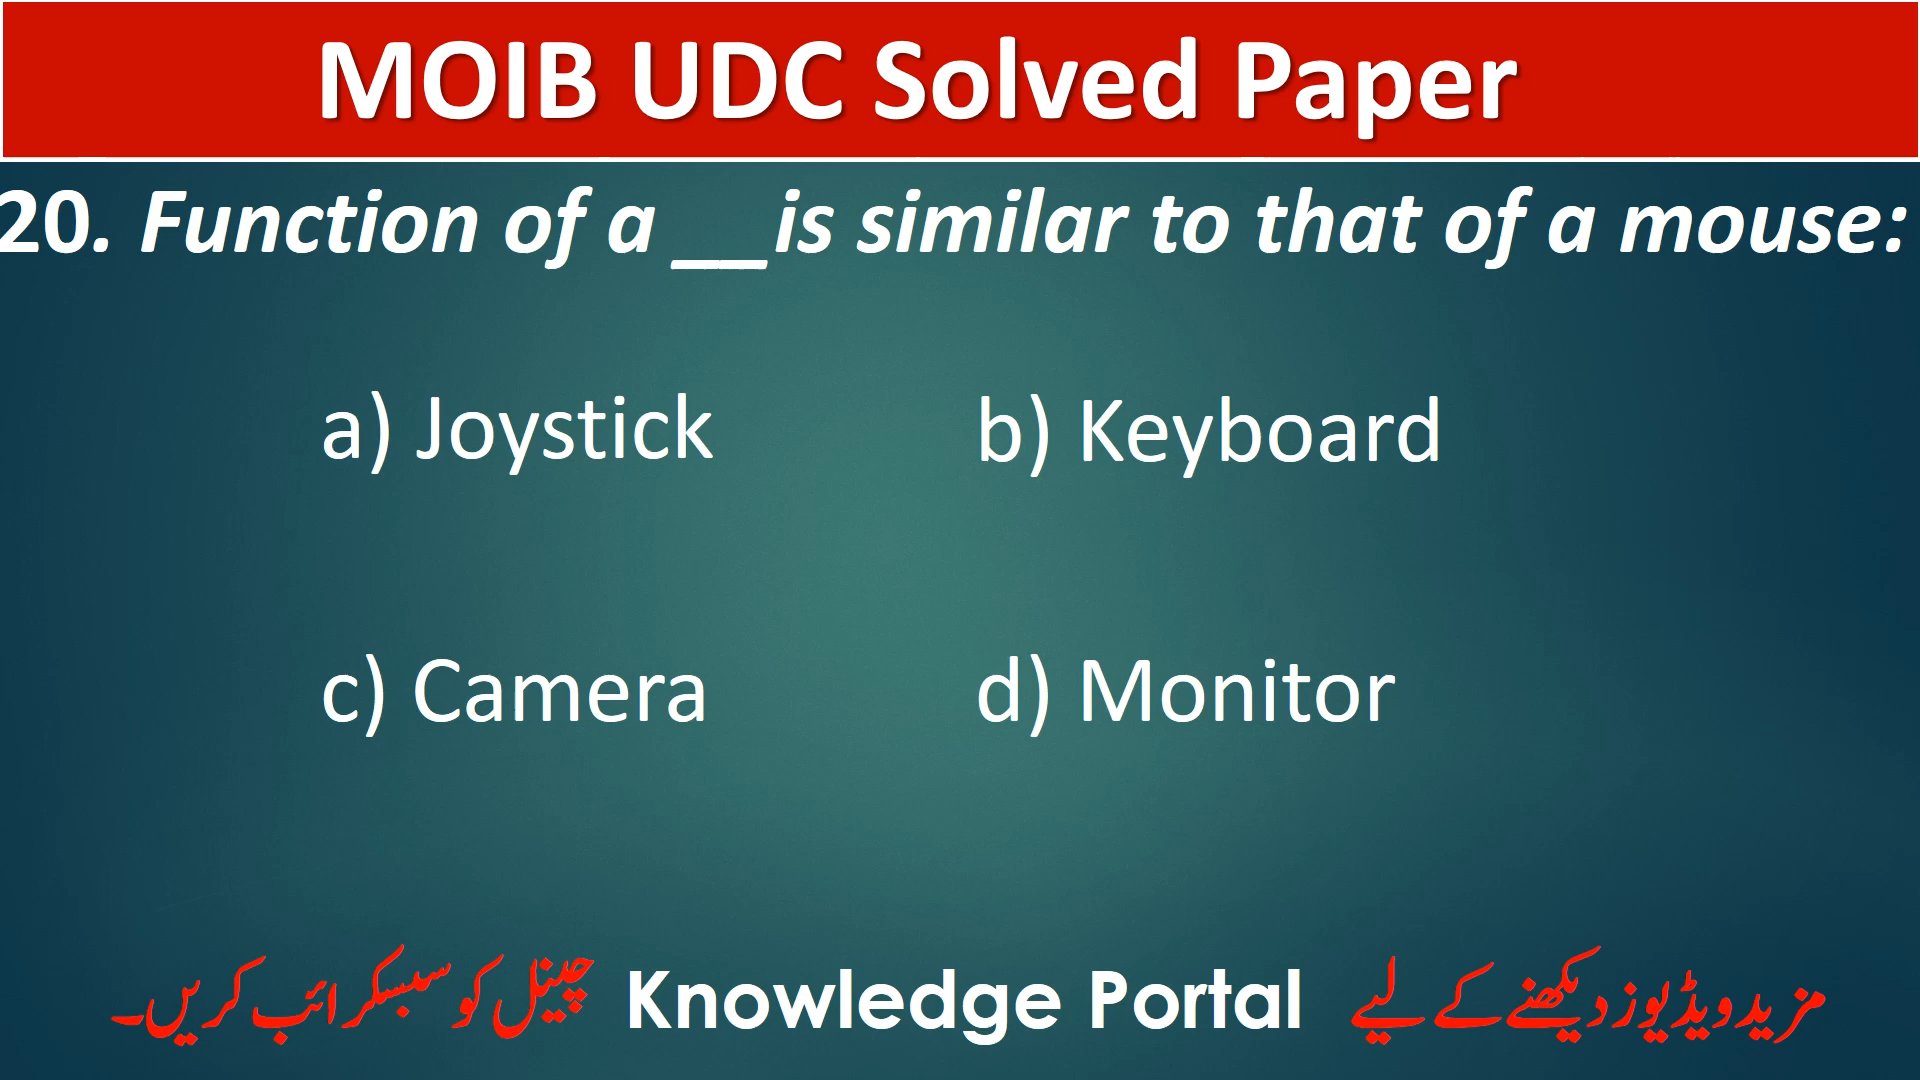 MOIB UDC Solved Paper
20. Function of a __is similar to that of a mouse:
a) Joystick b) Keyboard
c) Camera d) Monitor
مزید ویڈیوز دیکھنے کے لیے Knowledge Portal چینل کو سبسکرائب کریں۔